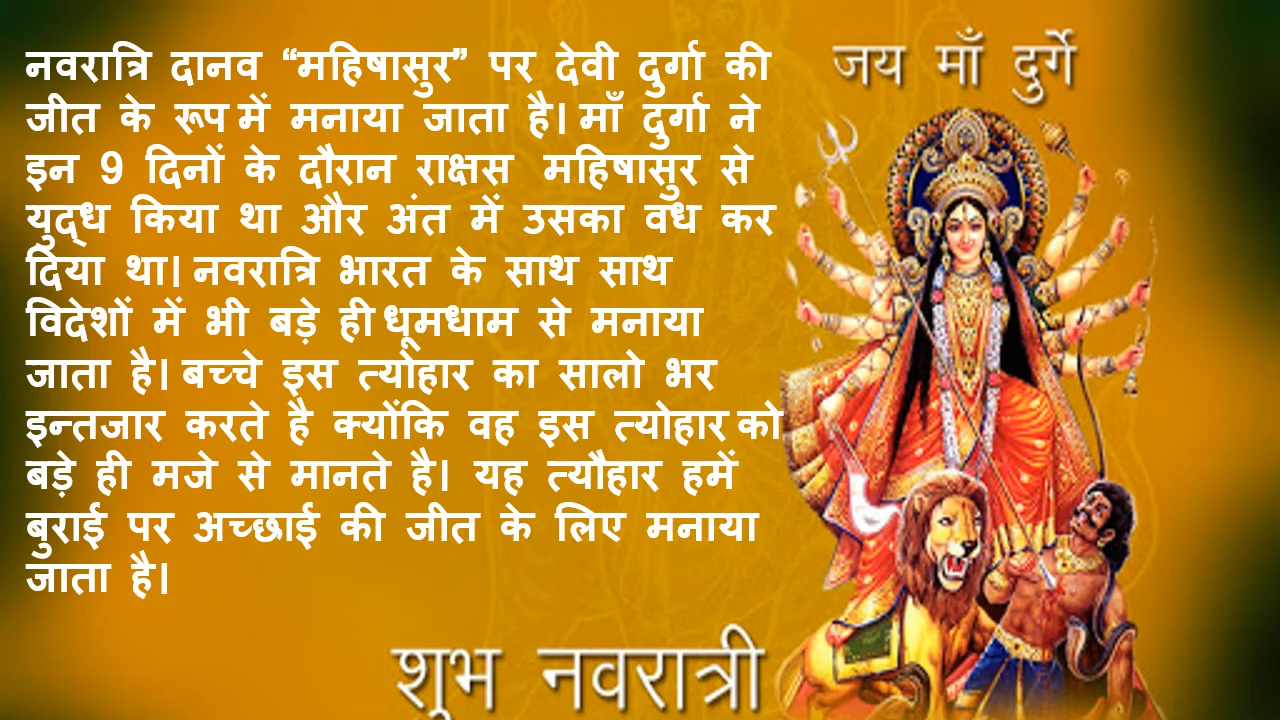 नवरात्रि दानव “महिषासुर” पर देवी दुर्गा की
जीत के रूप में मनाया जाता है। माँ दुर्गा ने
इन 9 दिनों के दौरान राक्षस महिषासुर से
युद्ध किया था और अंत में उसका वध कर
दिया था। नवरात्रि भारत के साथ साथ
विदेशों में भी बड़े ही धूमधाम से मनाया
जाता है। बच्चे इस त्योहार का सालो भर
इन्तजार करते है क्योंकि वह इस त्योहार को
बड़े ही मजे से मानते है। यह त्यौहार हमें
बुराई पर अच्छाई की जीत के लिए मनाया
जाता है।
जय माँ दुर्गे
शुभ नवरात्री